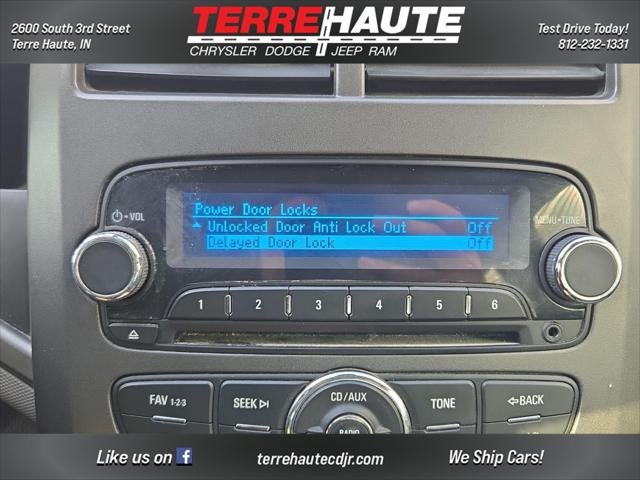 2600 South 3rd Street
Terre Haute, IN
TERRE HAUTE
CHRYSLER DODGE JEEP RAM
Test Drive Today!
812-232-1331
VOL
MENU•TUNE
Power Door Locks
Unlocked Door Anti Lock Out Off
Delayed Door Lock Off
1 2 3 4 5 6
FAV 1-2-3
SEEK
CD/AUX
TONE
BACK
RADIO
Like us on f
terrehautecdjr.com
We Ship Cars!